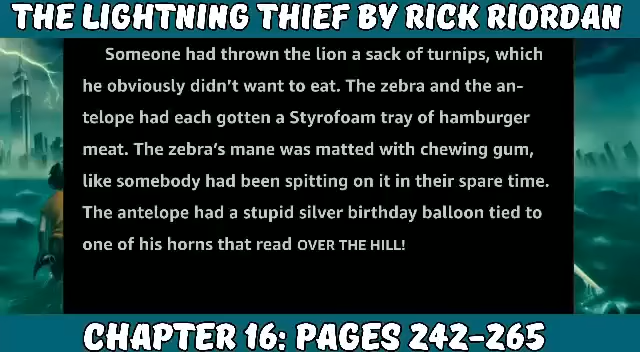 THE LIGHTNING THIEF BY RICK RIORDAN
Someone had thrown the lion a sack of turnips, which
he obviously didn't want to eat. The zebra and the an-
telope had each gotten a Styrofoam tray of hamburger
meat. The zebra's mane was matted with chewing gum,
like somebody had been spitting on it in their spare time.
The antelope had a stupid silver birthday balloon tied to
one of his horns that read OVER THE HILL!
CHAPTER 16: PAGES 242-265